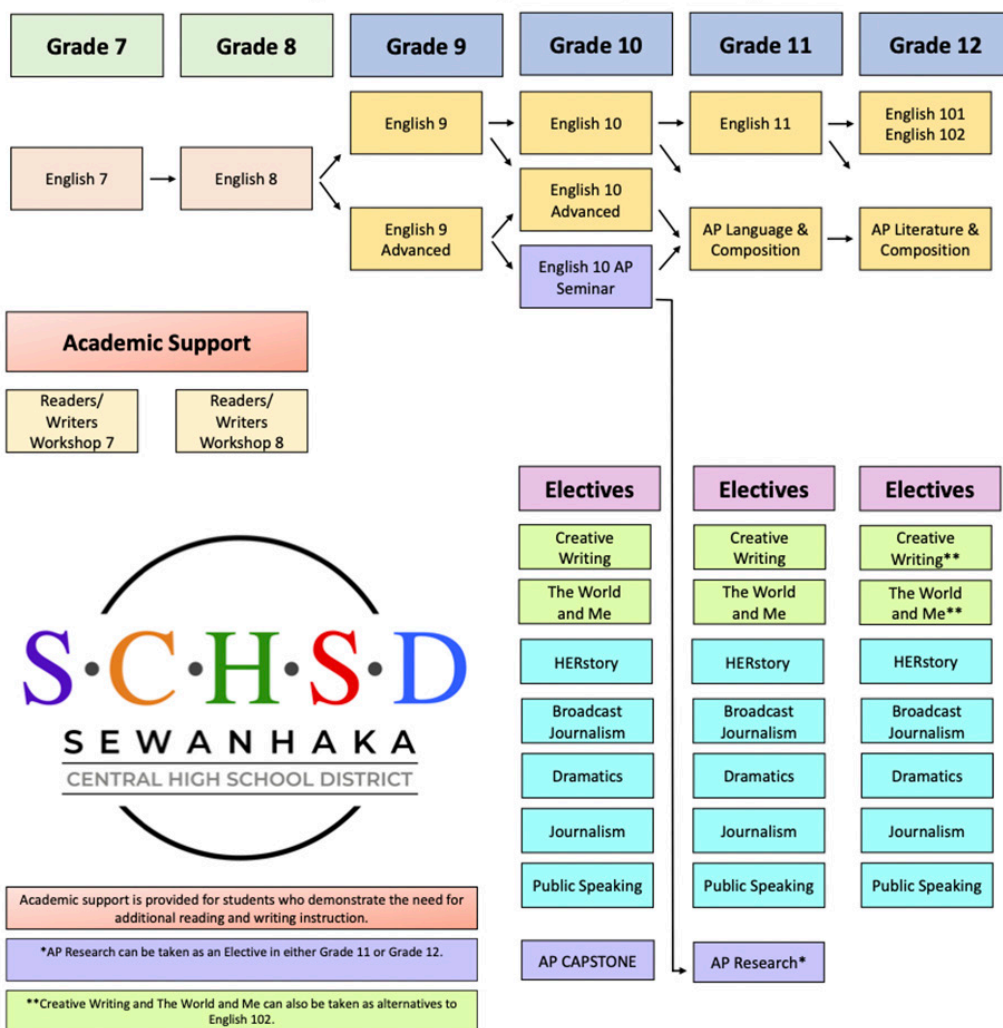 Grade 7
Grade 8
Grade 9
Grade 10
Grade 11
Grade 12
English 9
English 10
English 11
English 101
English 102
English 7
English 8
English 9
Advanced
English 10
Advanced
English 10 AP
Seminar
AP Language &
Composition
AP Literature &
Composition
Academic Support
Readers/
Writers
Workshop 7
Readers/
Writers
Workshop 8
Electives
Electives
Electives
Creative
Writing
Creative
Writing
Creative
Writing**
The World
and Me
The World
and Me
The World
and Me**
HERstory
HERstory
HERstory
Broadcast
Journalism
Broadcast
Journalism
Broadcast
Journalism
Dramatics
Dramatics
Dramatics
Journalism
Journalism
Journalism
Public Speaking
Public Speaking
Public Speaking
AP CAPSTONE
AP Research*
S·C·H·S·D
SEWANHAKA
CENTRAL HIGH SCHOOL DISTRICT
Academic support is provided for students who demonstrate the need for
additional reading and writing instruction.
*AP Research can be taken as an Elective in either Grade 11 or Grade 12.
**Creative Writing and The World and Me can also be taken as alternatives to
English 102.